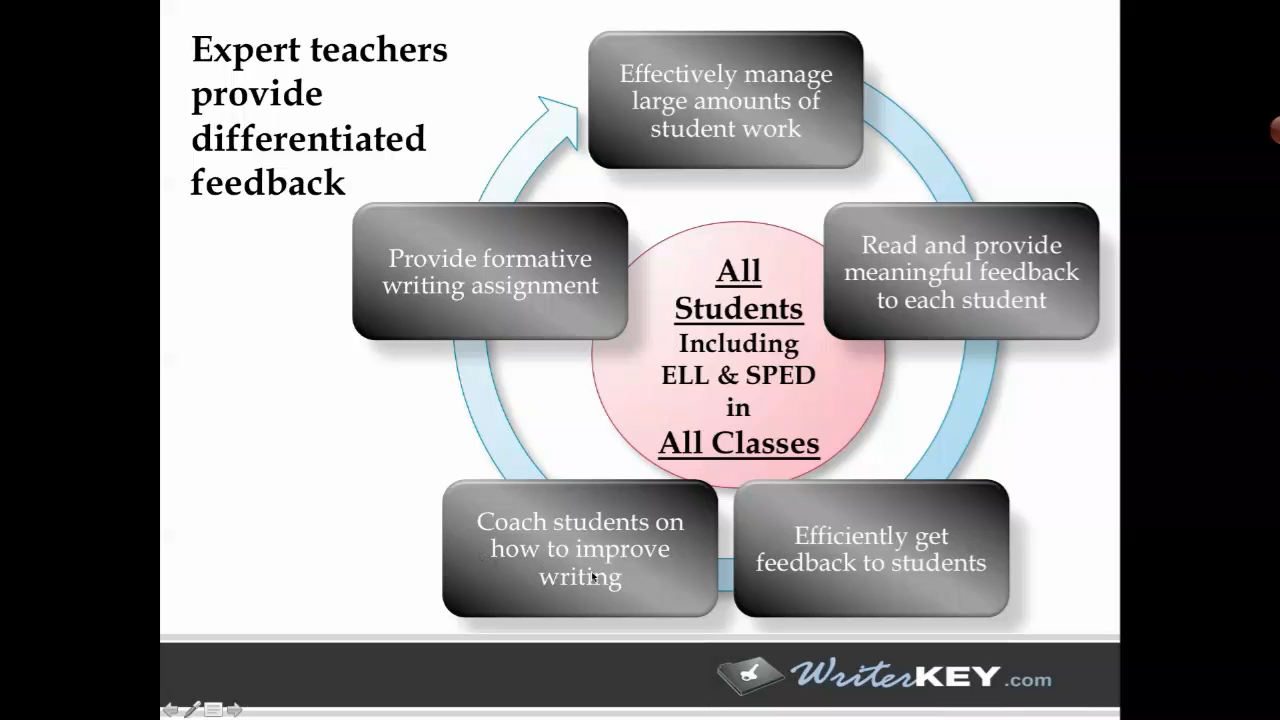 Expert teachers
provide
differentiated
feedback
Effectively manage
large amounts of
student work
Read and provide
meaningful feedback
to each student
Efficiently get
feedback to students
Coach students on
how to improve
writing
Provide formative
writing assignment
All
Students
Including
ELL & SPED
in
All Classes
WriterKEY.com